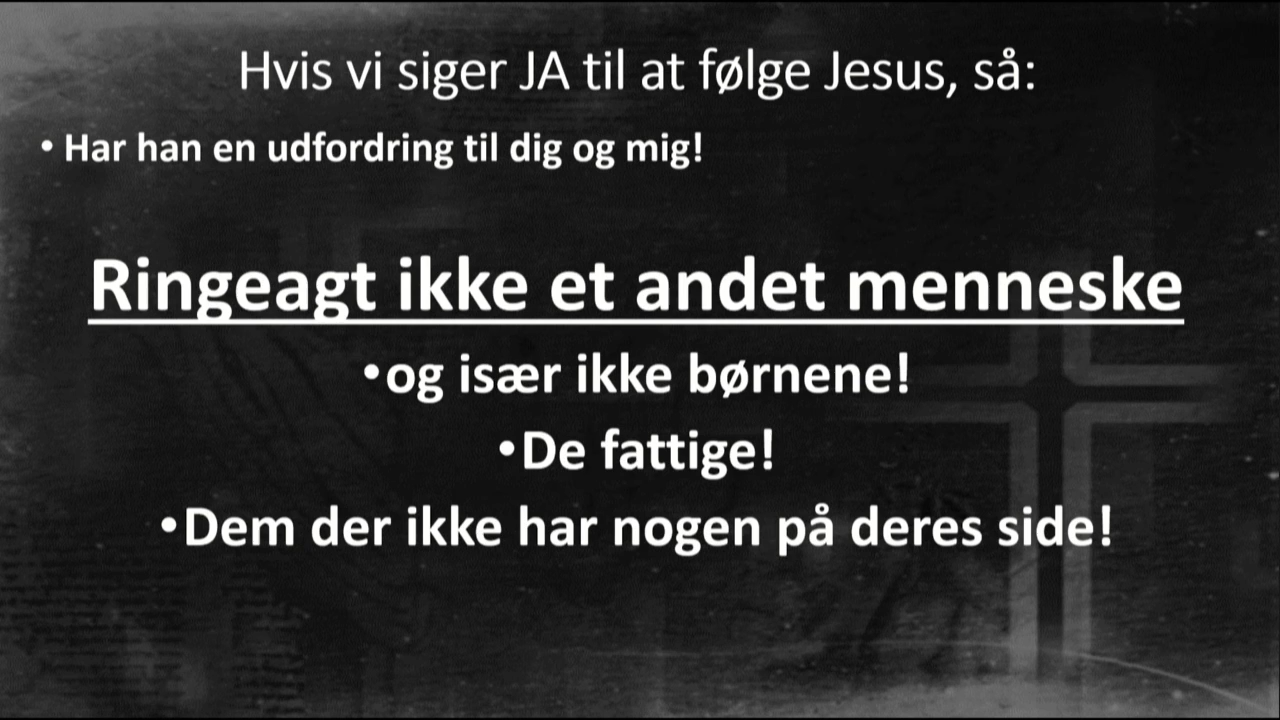 Hvis vi siger JA til at følge Jesus, så:
• Har han en udfordring til dig og mig!
Ringeagt ikke et andet menneske
•og især ikke børnene!
•De fattige!
•Dem der ikke har nogen på deres side!